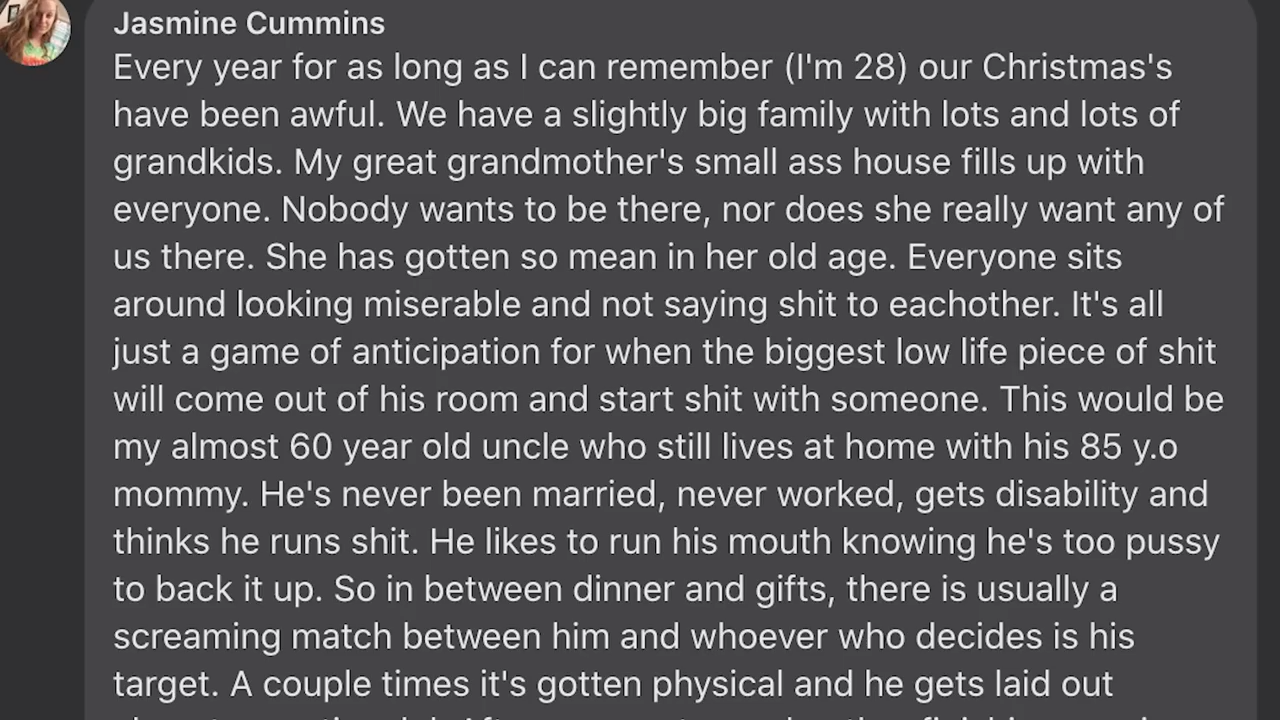 Jasmine Cummins
Every year for as long as I can remember (I'm 28) our Christmas's
have been awful. We have a slightly big family with lots and lots of
grandkids. My great grandmother's small ass house fills up with
everyone. Nobody wants to be there, nor does she really want any of
us there. She has gotten so mean in her old age. Everyone sits
around looking miserable and not saying shit to eachother. It's all
just a game of anticipation for when the biggest low life piece of shit
will come out of his room and start shit with someone. This would be
my almost 60 year old uncle who still lives at home with his 85 y.o
mommy. He's never been married, never worked, gets disability and
thinks he runs shit. He likes to run his mouth knowing he's too pussy
to back it up. So in between dinner and gifts, there is usually a
screaming match between him and whoever who decides is his
target. A couple times it's gotten physical and he gets laid out